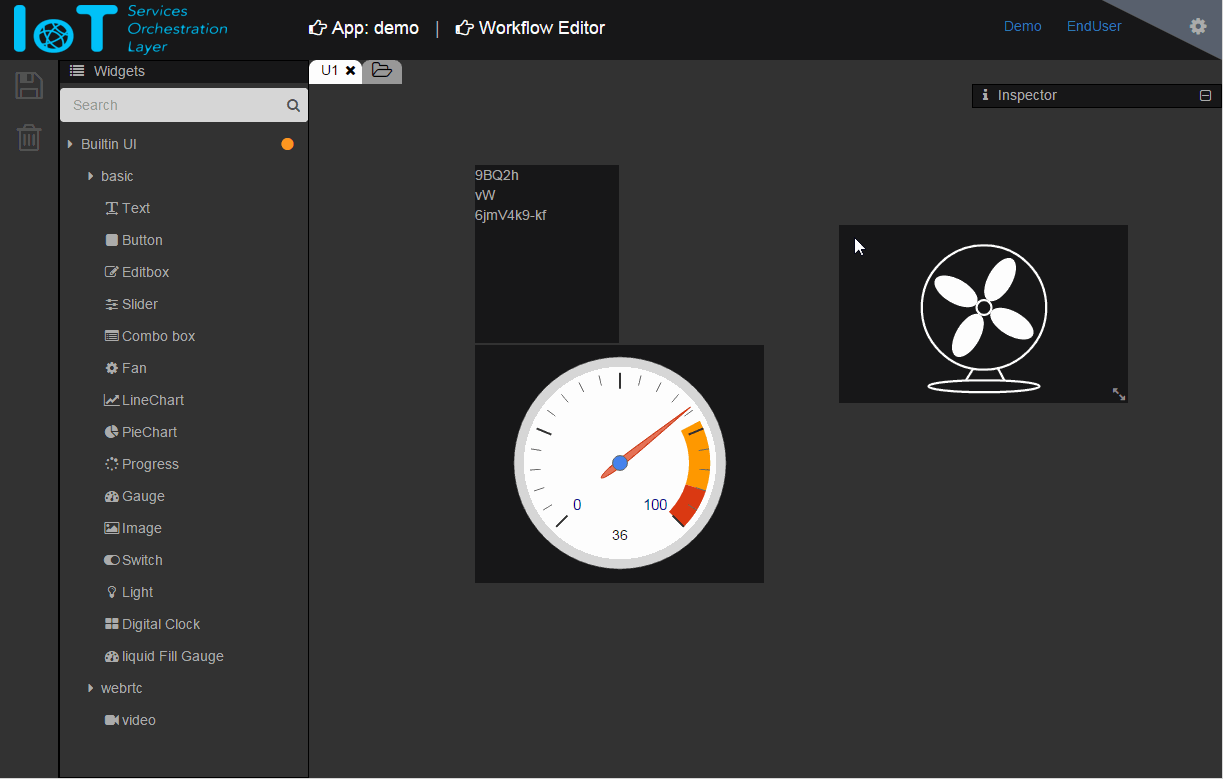 IoT Services
Orchestration
Layer
App: demo | Workflow Editor
Demo EndUser
Widgets
U1
Inspector
Search
Builtin UI
basic
Text
Button
Editbox
Slider
Combo box
Fan
LineChart
PieChart
Progress
Gauge
Image
Switch
Light
Digital Clock
liquid Fill Gauge
webrtc
video
9BQ2h
vW
6jmV4k9-kf
0 100
36